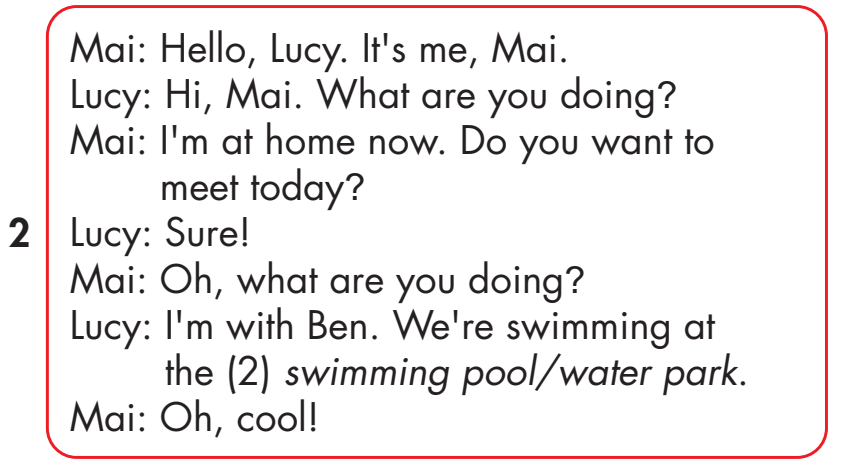 Mai: Hello, Lucy. It's me, Mai.
Lucy: Hi, Mai. What are you doing?
Mai: I'm at home now. Do you want to
meet today?
2
Lucy: Sure!
Mai: Oh, what are you doing?
Lucy: I'm with Ben. We're swimming at
the (2) swimming pool/water park.
Mai: Oh, cool!